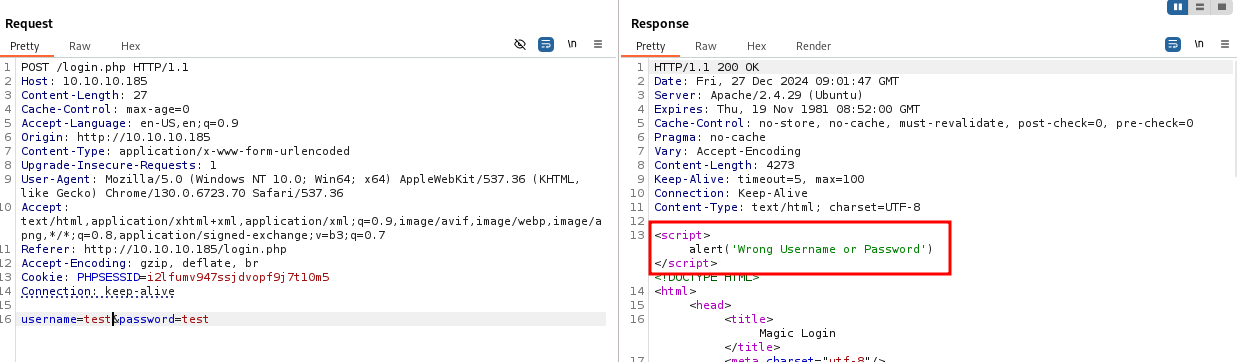 Request
Pretty Raw Hex \n
1 POST /login.php HTTP/1.1
2 Host: 10.10.10.185
3 Content-Length: 27
4 Cache-Control: max-age=0
5 Accept-Language: en-US,en;q=0.9
6 Origin: http://10.10.10.185
7 Content-Type: application/x-www-form-urlencoded
8 Upgrade-Insecure-Requests: 1
9 User-Agent: Mozilla/5.0 (Windows NT 10.0; Win64; x64) AppleWebKit/537.36 (KHTML,
like Gecko) Chrome/130.0.6723.70 Safari/537.36
10 Accept:
text/html,application/xhtml+xml,application/xml;q=0.9,image/avif,image/webp,image/a
png,*/*;q=0.8,application/signed-exchange;v=b3;q=0.7
11 Referer: http://10.10.10.185/login.php
12 Accept-Encoding: gzip, deflate, br
13 Cookie: PHPSESSID=i2lfumv947ssjdvopf9j7t10m5
14 Connection: keep-alive
15
16 username=test&password=test
Response
Pretty Raw Hex Render \n
1 HTTP/1.1 200 OK
2 Date: Fri, 27 Dec 2024 09:01:47 GMT
3 Server: Apache/2.4.29 (Ubuntu)
4 Expires: Thu, 19 Nov 1981 08:52:00 GMT
5 Cache-Control: no-store, no-cache, must-revalidate, post-check=0, pre-check=0
6 Pragma: no-cache
7 Vary: Accept-Encoding
8 Content-Length: 4273
9 Keep-Alive: timeout=5, max=100
10 Connection: Keep-Alive
11 Content-Type: text/html; charset=UTF-8
12
13 <script>
alert('Wrong Username or Password')
</script>
<!DOCTYPE HTML>
14 <html>
15 <head>
16 <title>
Magic Login
</title>
17 <meta charset="utf-8"/>